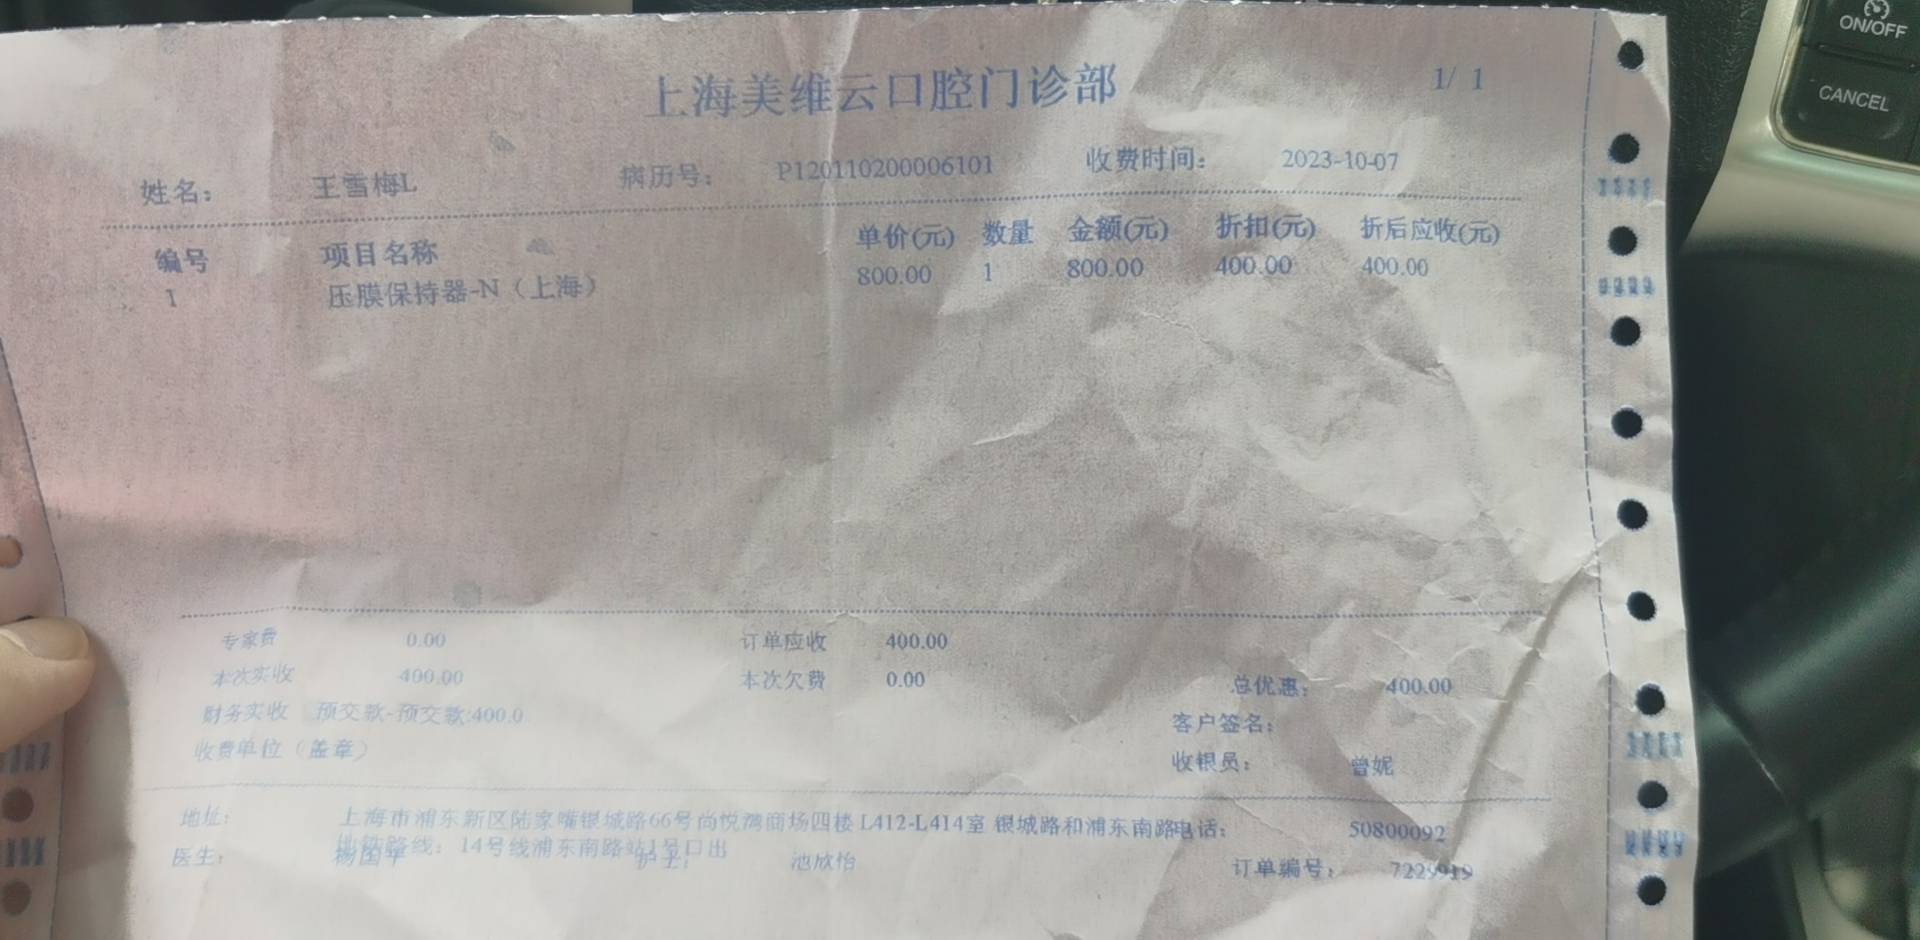 上海美维云口腔门诊部
1/ 1
姓名： 王雪梅L 病历号： P120110200006101 收费时间： 2023-10-07
编号 项目名称 单价(元) 数量 金额(元) 折扣(元) 折后应收(元)
1 压膜保持器-N（上海） 800.00 1 800.00 400.00 400.00
专家费 0.00 订单应收 400.00
本次实收 400.00 本次欠费 0.00 总优惠： 400.00
财务实收 预交款-预交款:400.0 客户签名：
收费单位（盖章） 收银员： 曾妮
地址： 上海市浦东新区陆家嘴银城路66号尚悦湾商场四楼 L412-L414室 银城路和浦东南路电话： 50800092
地铁路线：14号线浦东南路站1号口出
医生： 杨国平 护士： 池欣怡 订单编号： 7229919
ON/OFF
CANCEL